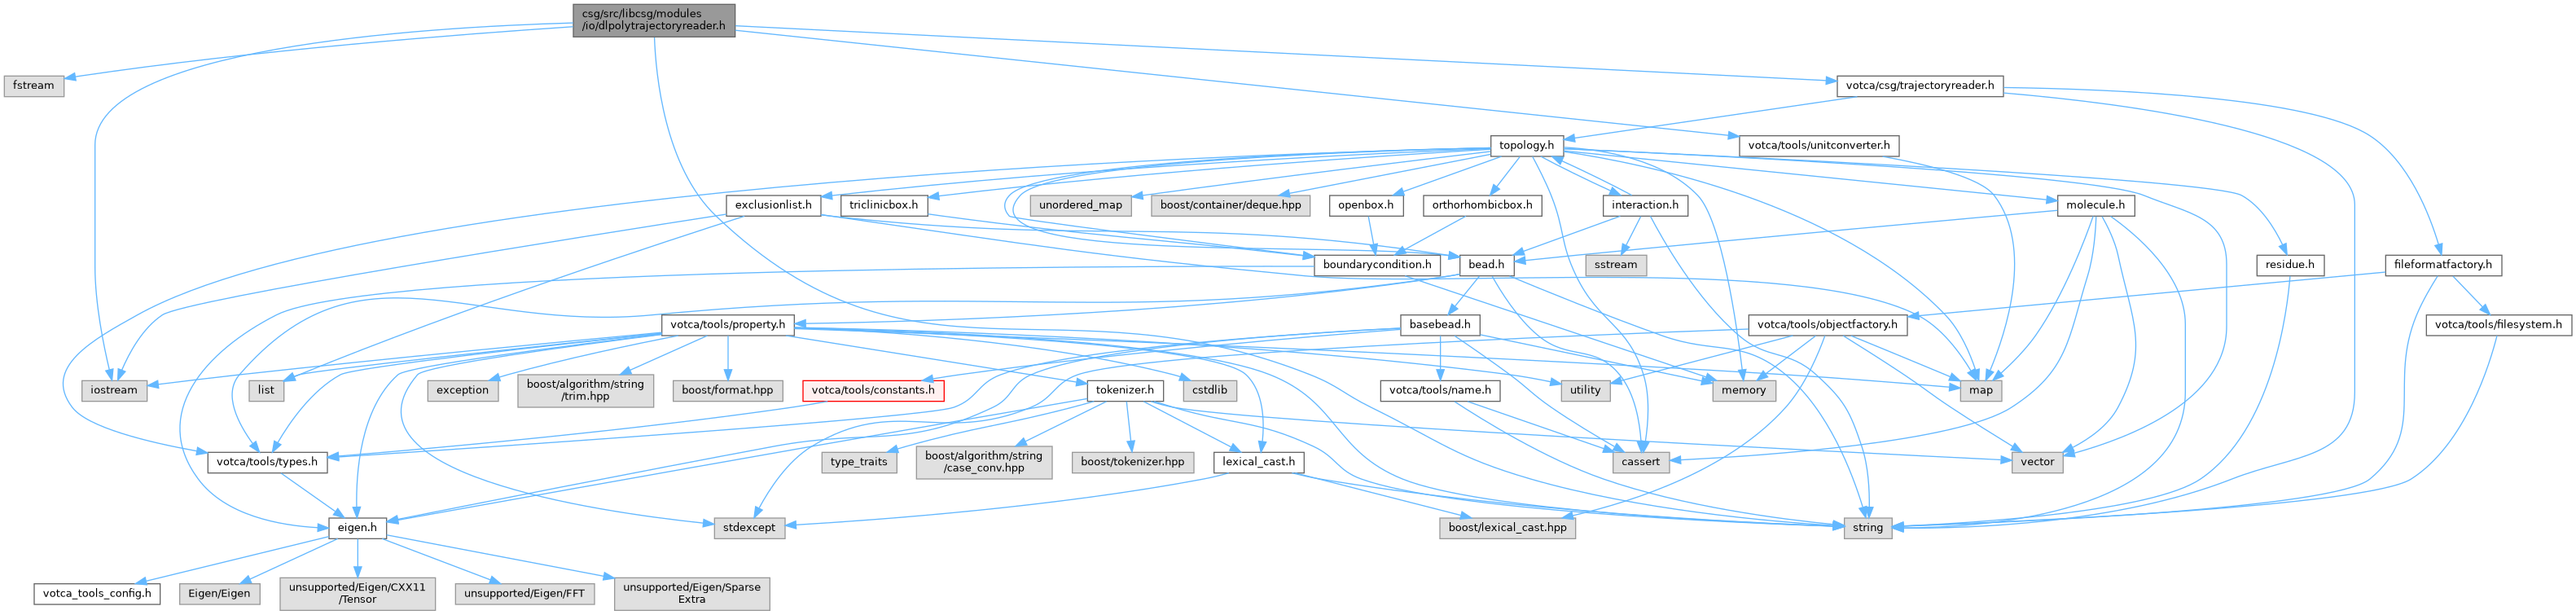 csg/src/libcsg/modules
/io/dlpolytrajectoryreader.h
fstream
votca/csg/trajectoryreader.h
topology.h
votca/tools/unitconverter.h
exclusionlist.h
triclinicbox.h
unordered_map
boost/container/deque.hpp
openbox.h
orthorhombicbox.h
interaction.h
molecule.h
boundarycondition.h
bead.h
sstream
residue.h
fileformatfactory.h
votca/tools/property.h
basebead.h
votca/tools/objectfactory.h
votca/tools/filesystem.h
iostream
list
exception
boost/algorithm/string
/trim.hpp
boost/format.hpp
votca/tools/constants.h
tokenizer.h
cstdlib
votca/tools/name.h
utility
memory
map
votca/tools/types.h
type_traits
boost/algorithm/string
/case_conv.hpp
boost/tokenizer.hpp
lexical_cast.h
cassert
vector
eigen.h
stdexcept
boost/lexical_cast.hpp
string
votca_tools_config.h
Eigen/Eigen
unsupported/Eigen/CXX11
/Tensor
unsupported/Eigen/FFT
unsupported/Eigen/Sparse
Extra